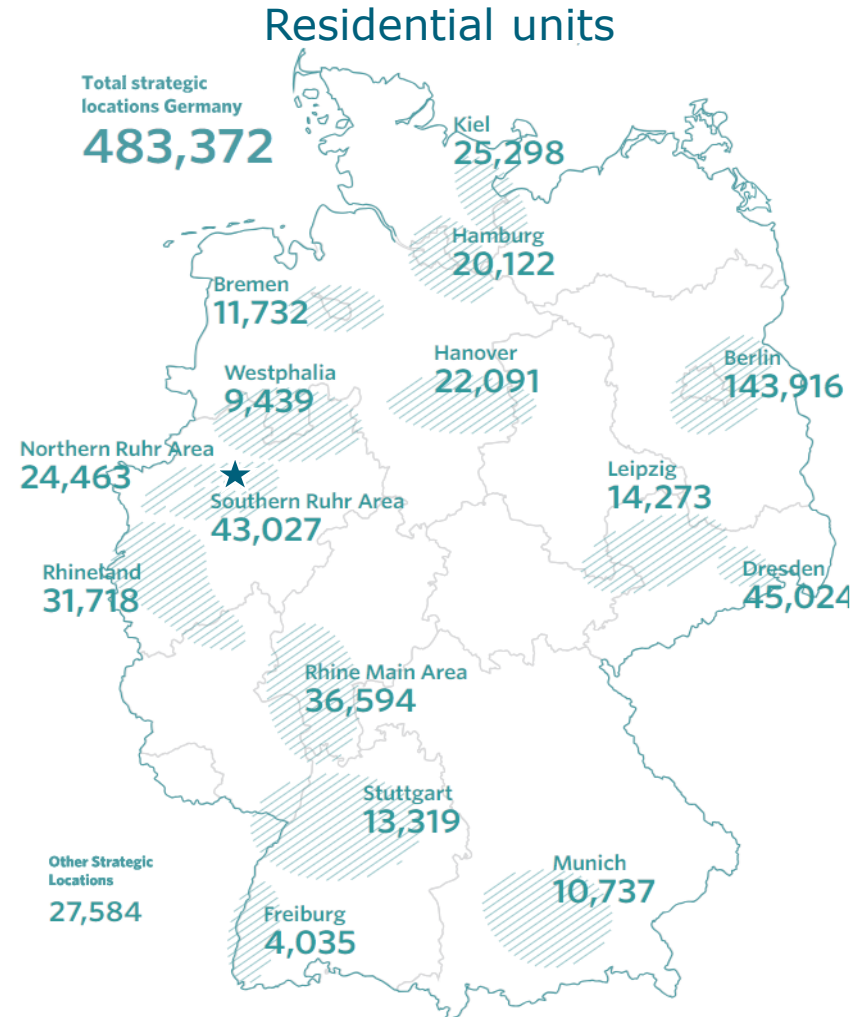 Residential units
Total strategic
locations Germany
483,372
Kiel
25,298
Hamburg
20,122
Bremen
11,732
Hanover
22,091
Berlin
143,916
Westphalia
9,439
Northern Ruhr Area
24,463
Southern Ruhr Area
43,027
Leipzig
14,273
Dresden
45,024
Rhineland
31,718
Rhine Main Area
36,594
Stuttgart
13,319
Other Strategic
Locations
27,584
Munich
10,737
Freiburg
4,035